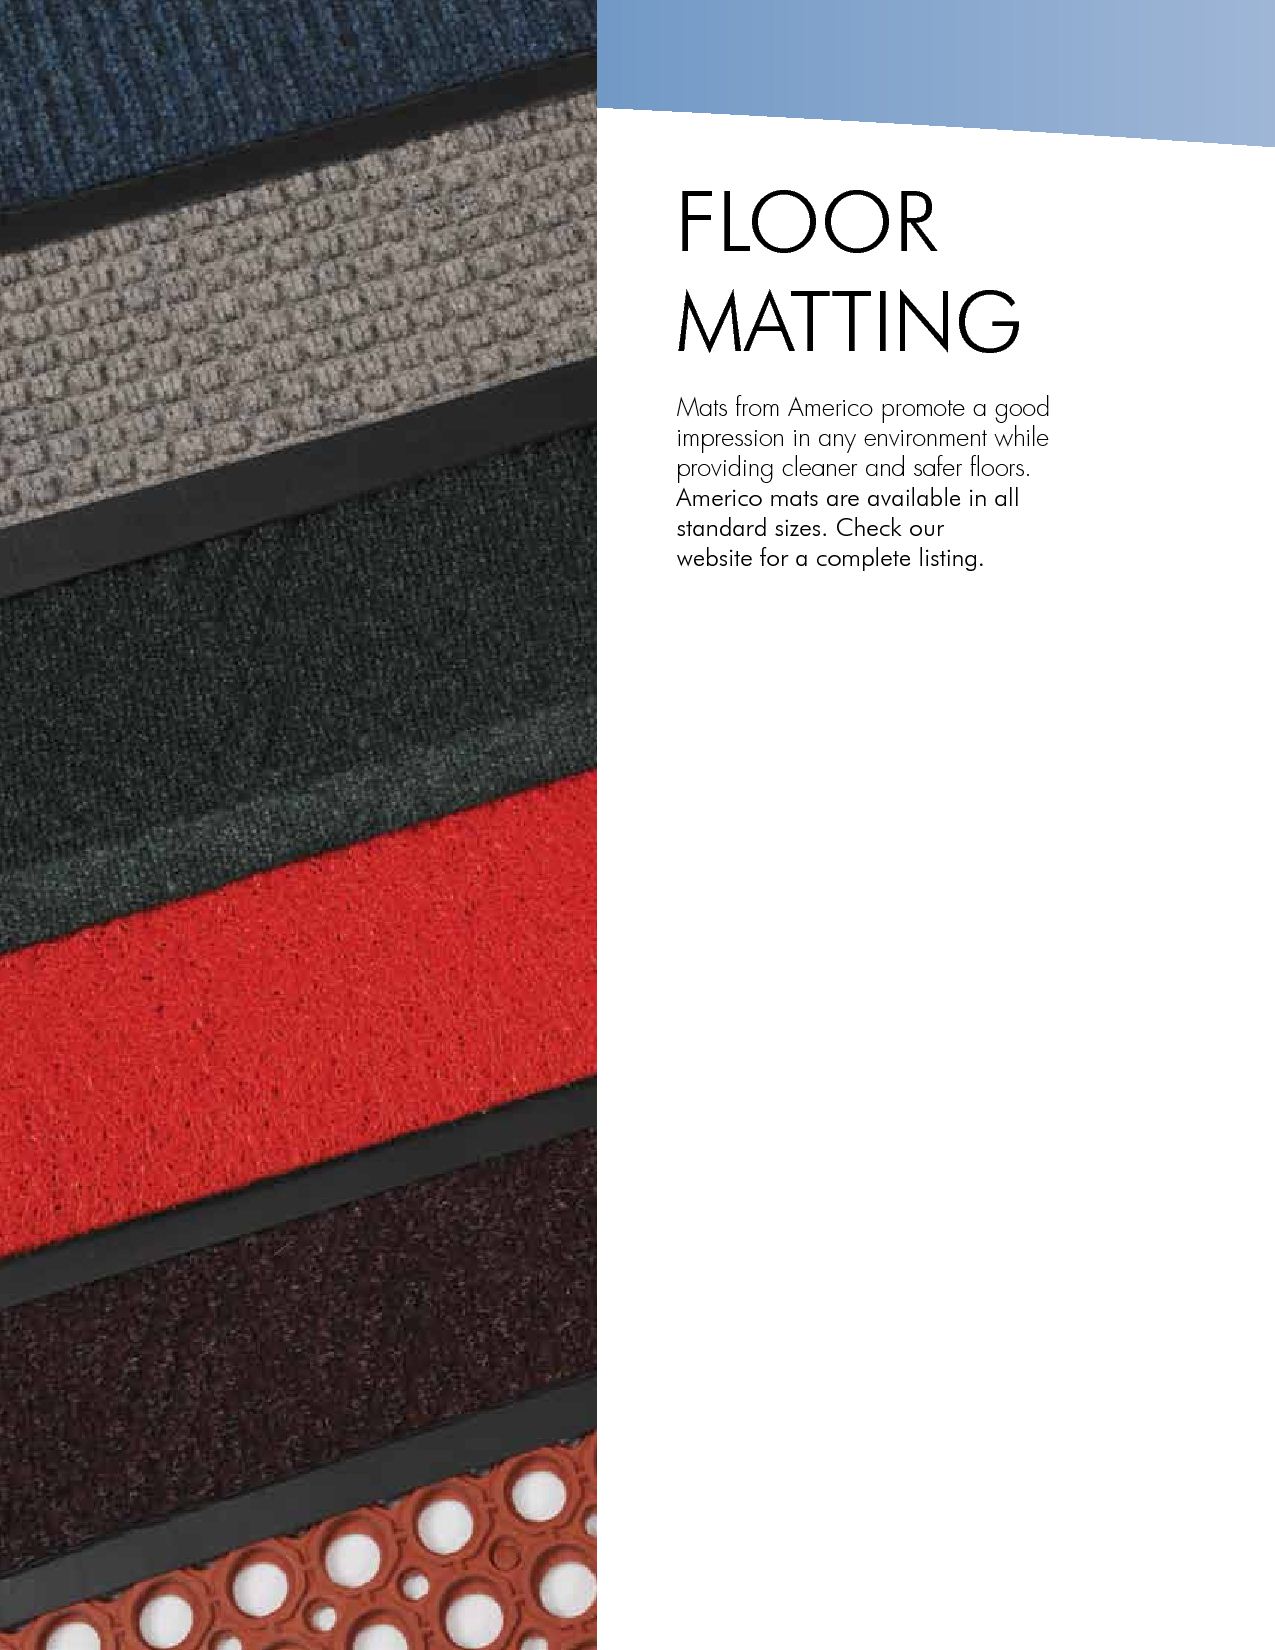 FLOOR
MATTING
Mats from Americo promote a good
impression in any environment while
providing cleaner and safer floors.
Americo mats are available in all
standard sizes. Check our
website for a complete listing.